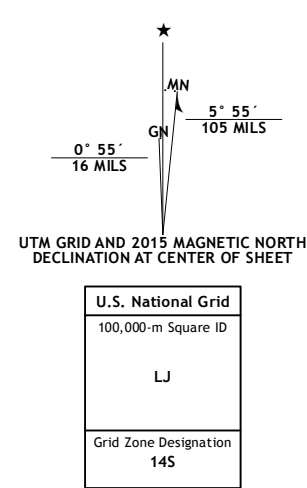 ★
MN
GN
5° 55´
105 MILS
0° 55´
16 MILS
UTM GRID AND 2015 MAGNETIC NORTH
DECLINATION AT CENTER OF SHEET
U.S. National Grid
100,000-m Square ID
LJ
Grid Zone Designation
14S